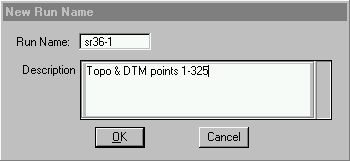 New Run Name
Run Name: sr36-1
Description Topo & DTM points 1-325
OK Cancel